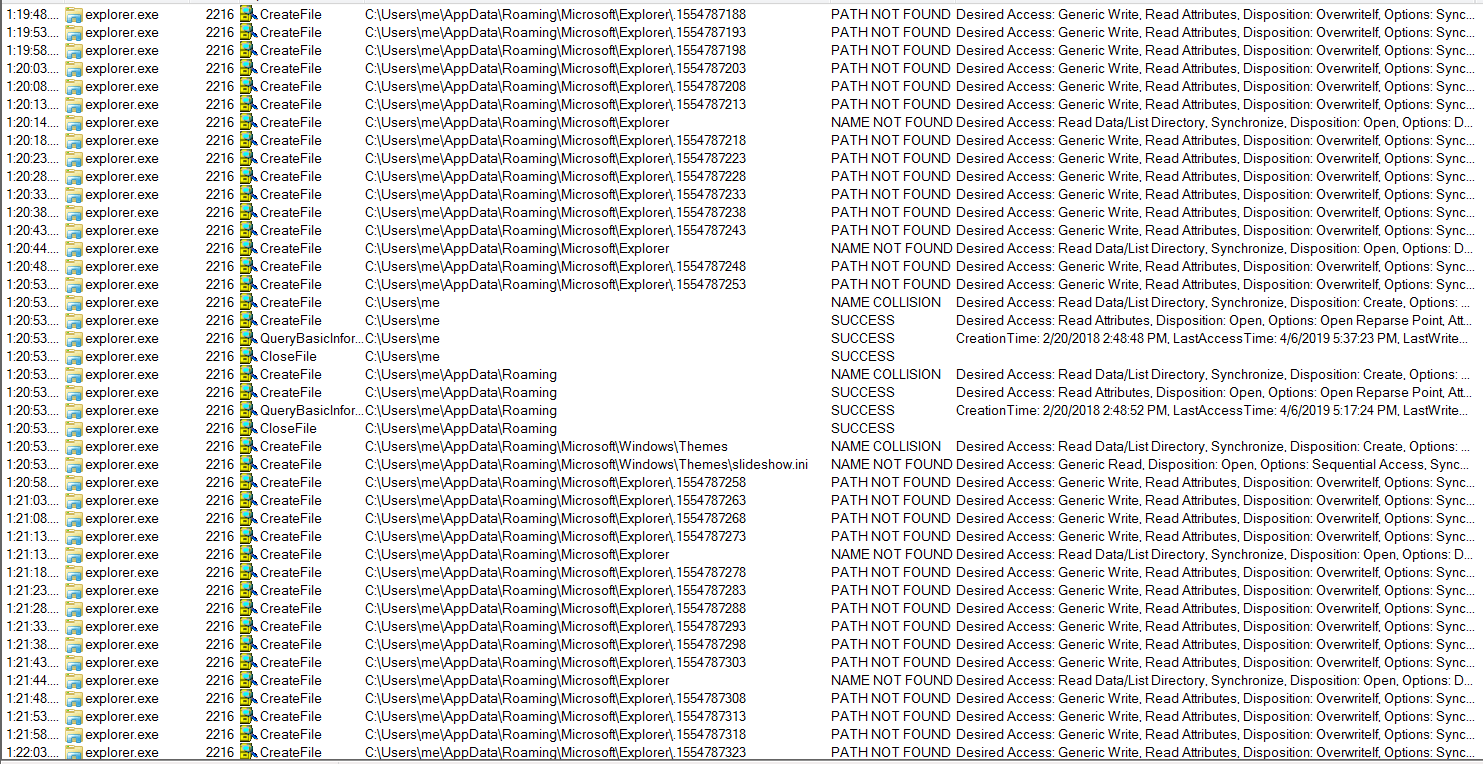 1:19:48.... explorer.exe 2216 CreateFile C:\Users\me\AppData\Roaming\Microsoft\Explorer\.1554787188 PATH NOT FOUND Desired Access: Generic Write, Read Attributes, Disposition: OverwriteIf, Options: Sync...
1:19:53.... explorer.exe 2216 CreateFile C:\Users\me\AppData\Roaming\Microsoft\Explorer\.1554787193 PATH NOT FOUND Desired Access: Generic Write, Read Attributes, Disposition: OverwriteIf, Options: Sync...
1:19:58.... explorer.exe 2216 CreateFile C:\Users\me\AppData\Roaming\Microsoft\Explorer\.1554787198 PATH NOT FOUND Desired Access: Generic Write, Read Attributes, Disposition: OverwriteIf, Options: Sync...
1:20:03.... explorer.exe 2216 CreateFile C:\Users\me\AppData\Roaming\Microsoft\Explorer\.1554787203 PATH NOT FOUND Desired Access: Generic Write, Read Attributes, Disposition: OverwriteIf, Options: Sync...
1:20:08.... explorer.exe 2216 CreateFile C:\Users\me\AppData\Roaming\Microsoft\Explorer\.1554787208 PATH NOT FOUND Desired Access: Generic Write, Read Attributes, Disposition: OverwriteIf, Options: Sync...
1:20:13.... explorer.exe 2216 CreateFile C:\Users\me\AppData\Roaming\Microsoft\Explorer\.1554787213 PATH NOT FOUND Desired Access: Generic Write, Read Attributes, Disposition: OverwriteIf, Options: Sync...
1:20:14.... explorer.exe 2216 CreateFile C:\Users\me\AppData\Roaming\Microsoft\Explorer NAME NOT FOUND Desired Access: Read Data/List Directory, Synchronize, Disposition: Open, Options: D...
1:20:18.... explorer.exe 2216 CreateFile C:\Users\me\AppData\Roaming\Microsoft\Explorer\.1554787218 PATH NOT FOUND Desired Access: Generic Write, Read Attributes, Disposition: OverwriteIf, Options: Sync...
1:20:23.... explorer.exe 2216 CreateFile C:\Users\me\AppData\Roaming\Microsoft\Explorer\.1554787223 PATH NOT FOUND Desired Access: Generic Write, Read Attributes, Disposition: OverwriteIf, Options: Sync...
1:20:28.... explorer.exe 2216 CreateFile C:\Users\me\AppData\Roaming\Microsoft\Explorer\.1554787228 PATH NOT FOUND Desired Access: Generic Write, Read Attributes, Disposition: OverwriteIf, Options: Sync...
1:20:33.... explorer.exe 2216 CreateFile C:\Users\me\AppData\Roaming\Microsoft\Explorer\.1554787233 PATH NOT FOUND Desired Access: Generic Write, Read Attributes, Disposition: OverwriteIf, Options: Sync...
1:20:38.... explorer.exe 2216 CreateFile C:\Users\me\AppData\Roaming\Microsoft\Explorer\.1554787238 PATH NOT FOUND Desired Access: Generic Write, Read Attributes, Disposition: OverwriteIf, Options: Sync...
1:20:43.... explorer.exe 2216 CreateFile C:\Users\me\AppData\Roaming\Microsoft\Explorer\.1554787243 PATH NOT FOUND Desired Access: Generic Write, Read Attributes, Disposition: OverwriteIf, Options: Sync...
1:20:44.... explorer.exe 2216 CreateFile C:\Users\me\AppData\Roaming\Microsoft\Explorer NAME NOT FOUND Desired Access: Read Data/List Directory, Synchronize, Disposition: Open, Options: D...
1:20:48.... explorer.exe 2216 CreateFile C:\Users\me\AppData\Roaming\Microsoft\Explorer\.1554787248 PATH NOT FOUND Desired Access: Generic Write, Read Attributes, Disposition: OverwriteIf, Options: Sync...
1:20:53.... explorer.exe 2216 CreateFile C:\Users\me\AppData\Roaming\Microsoft\Explorer\.1554787253 PATH NOT FOUND Desired Access: Generic Write, Read Attributes, Disposition: OverwriteIf, Options: Sync...
1:20:53.... explorer.exe 2216 CreateFile C:\Users\me NAME COLLISION Desired Access: Read Data/List Directory, Synchronize, Disposition: Create, Options: ...
1:20:53.... explorer.exe 2216 CreateFile C:\Users\me SUCCESS Desired Access: Read Attributes, Disposition: Open, Options: Open Reparse Point, Att...
1:20:53.... explorer.exe 2216 QueryBasicInfor... C:\Users\me SUCCESS CreationTime: 2/20/2018 2:48:48 PM, LastAccessTime: 4/6/2019 5:37:23 PM, LastWrite...
1:20:53.... explorer.exe 2216 CloseFile C:\Users\me SUCCESS
1:20:53.... explorer.exe 2216 CreateFile C:\Users\me\AppData\Roaming NAME COLLISION Desired Access: Read Data/List Directory, Synchronize, Disposition: Create, Options: ...
1:20:53.... explorer.exe 2216 CreateFile C:\Users\me\AppData\Roaming SUCCESS Desired Access: Read Attributes, Disposition: Open, Options: Open Reparse Point, Att...
1:20:53.... explorer.exe 2216 QueryBasicInfor... C:\Users\me\AppData\Roaming SUCCESS CreationTime: 2/20/2018 2:48:52 PM, LastAccessTime: 4/6/2019 5:17:24 PM, LastWrite...
1:20:53.... explorer.exe 2216 CloseFile C:\Users\me\AppData\Roaming SUCCESS
1:20:53.... explorer.exe 2216 CreateFile C:\Users\me\AppData\Roaming\Microsoft\Windows\Themes NAME COLLISION Desired Access: Read Data/List Directory, Synchronize, Disposition: Create, Options: ...
1:20:53.... explorer.exe 2216 CreateFile C:\Users\me\AppData\Roaming\Microsoft\Windows\Themes\slideshow.ini NAME NOT FOUND Desired Access: Generic Read, Disposition: Open, Options: Sequential Access, Sync...
1:20:58.... explorer.exe 2216 CreateFile C:\Users\me\AppData\Roaming\Microsoft\Explorer\.1554787258 PATH NOT FOUND Desired Access: Generic Write, Read Attributes, Disposition: OverwriteIf, Options: Sync...
1:21:03.... explorer.exe 2216 CreateFile C:\Users\me\AppData\Roaming\Microsoft\Explorer\.1554787263 PATH NOT FOUND Desired Access: Generic Write, Read Attributes, Disposition: OverwriteIf, Options: Sync...
1:21:08.... explorer.exe 2216 CreateFile C:\Users\me\AppData\Roaming\Microsoft\Explorer\.1554787268 PATH NOT FOUND Desired Access: Generic Write, Read Attributes, Disposition: OverwriteIf, Options: Sync...
1:21:13.... explorer.exe 2216 CreateFile C:\Users\me\AppData\Roaming\Microsoft\Explorer\.1554787273 PATH NOT FOUND Desired Access: Generic Write, Read Attributes, Disposition: OverwriteIf, Options: Sync...
1:21:13.... explorer.exe 2216 CreateFile C:\Users\me\AppData\Roaming\Microsoft\Explorer NAME NOT FOUND Desired Access: Read Data/List Directory, Synchronize, Disposition: Open, Options: D...
1:21:18.... explorer.exe 2216 CreateFile C:\Users\me\AppData\Roaming\Microsoft\Explorer\.1554787278 PATH NOT FOUND Desired Access: Generic Write, Read Attributes, Disposition: OverwriteIf, Options: Sync...
1:21:23.... explorer.exe 2216 CreateFile C:\Users\me\AppData\Roaming\Microsoft\Explorer\.1554787283 PATH NOT FOUND Desired Access: Generic Write, Read Attributes, Disposition: OverwriteIf, Options: Sync...
1:21:28.... explorer.exe 2216 CreateFile C:\Users\me\AppData\Roaming\Microsoft\Explorer\.1554787288 PATH NOT FOUND Desired Access: Generic Write, Read Attributes, Disposition: OverwriteIf, Options: Sync...
1:21:33.... explorer.exe 2216 CreateFile C:\Users\me\AppData\Roaming\Microsoft\Explorer\.1554787293 PATH NOT FOUND Desired Access: Generic Write, Read Attributes, Disposition: OverwriteIf, Options: Sync...
1:21:38.... explorer.exe 2216 CreateFile C:\Users\me\AppData\Roaming\Microsoft\Explorer\.1554787298 PATH NOT FOUND Desired Access: Generic Write, Read Attributes, Disposition: OverwriteIf, Options: Sync...
1:21:43.... explorer.exe 2216 CreateFile C:\Users\me\AppData\Roaming\Microsoft\Explorer\.1554787303 PATH NOT FOUND Desired Access: Generic Write, Read Attributes, Disposition: OverwriteIf, Options: Sync...
1:21:44.... explorer.exe 2216 CreateFile C:\Users\me\AppData\Roaming\Microsoft\Explorer NAME NOT FOUND Desired Access: Read Data/List Directory, Synchronize, Disposition: Open, Options: D...
1:21:48.... explorer.exe 2216 CreateFile C:\Users\me\AppData\Roaming\Microsoft\Explorer\.1554787308 PATH NOT FOUND Desired Access: Generic Write, Read Attributes, Disposition: OverwriteIf, Options: Sync...
1:21:53.... explorer.exe 2216 CreateFile C:\Users\me\AppData\Roaming\Microsoft\Explorer\.1554787313 PATH NOT FOUND Desired Access: Generic Write, Read Attributes, Disposition: OverwriteIf, Options: Sync...
1:21:58.... explorer.exe 2216 CreateFile C:\Users\me\AppData\Roaming\Microsoft\Explorer\.1554787318 PATH NOT FOUND Desired Access: Generic Write, Read Attributes, Disposition: OverwriteIf, Options: Sync...
1:22:03.... explorer.exe 2216 CreateFile C:\Users\me\AppData\Roaming\Microsoft\Explorer\.1554787323 PATH NOT FOUND Desired Access: Generic Write, Read Attributes, Disposition: OverwriteIf, Options: Sync...